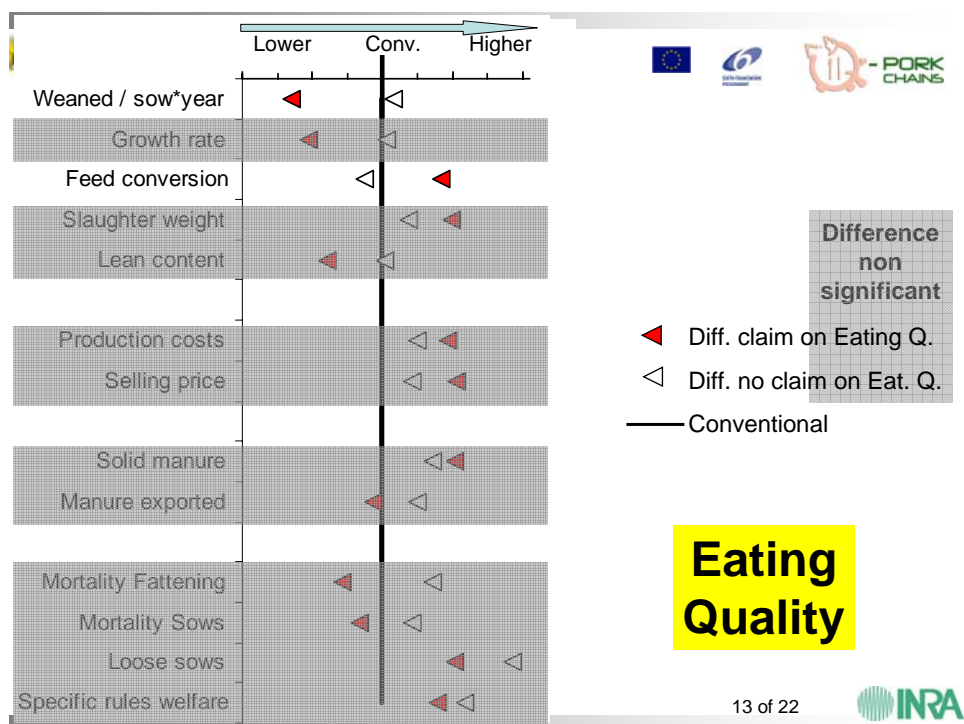 Lower Conv. Higher
Weaned / sow*year
Growth rate
Feed conversion
Slaughter weight
Lean content
Production costs
Selling price
Solid manure
Manure exported
Mortality Fattening
Mortality Sows
Loose sows
Specific rules welfare
- PORK
CHAINS
Difference
non
significant
Diff. claim on Eating Q.
Diff. no claim on Eat. Q.
Conventional
Eating
Quality
13 of 22
INRA